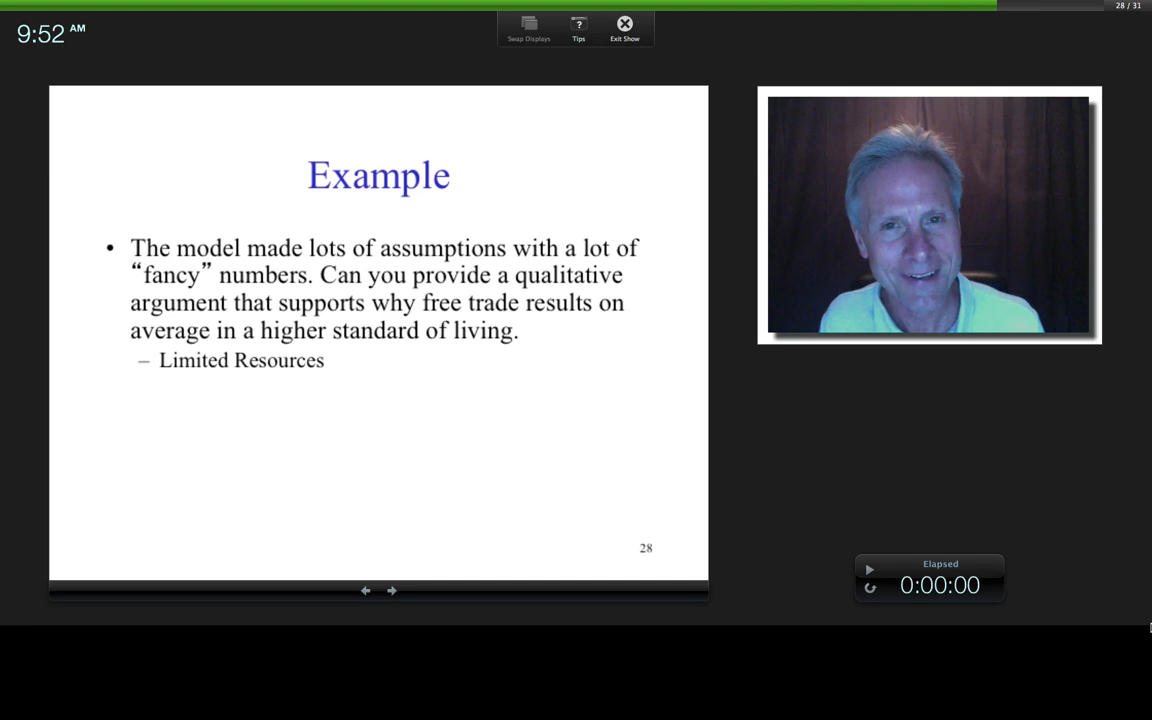 28 / 31
9:52 AM
Swap Displays
Tips
Exit Show
Example
• The model made lots of assumptions with a lot of
“fancy” numbers. Can you provide a qualitative
argument that supports why free trade results on
average in a higher standard of living.
– Limited Resources
28
Elapsed
0:00:00